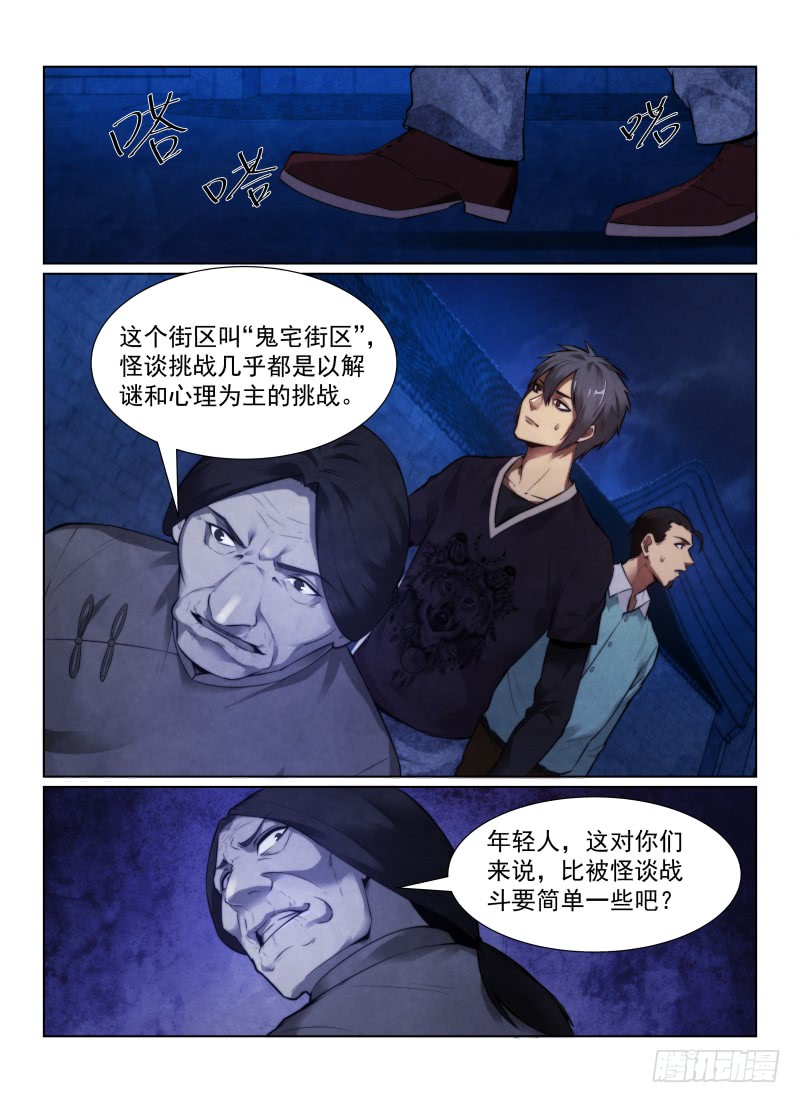 嗒
嗒
嗒
这个街区叫“鬼宅街区”，
怪谈挑战几乎都是以解
谜和心理为主的挑战。
年轻人，这对你们
来说，比被怪谈战
斗要简单一些吧？
腾讯动漫